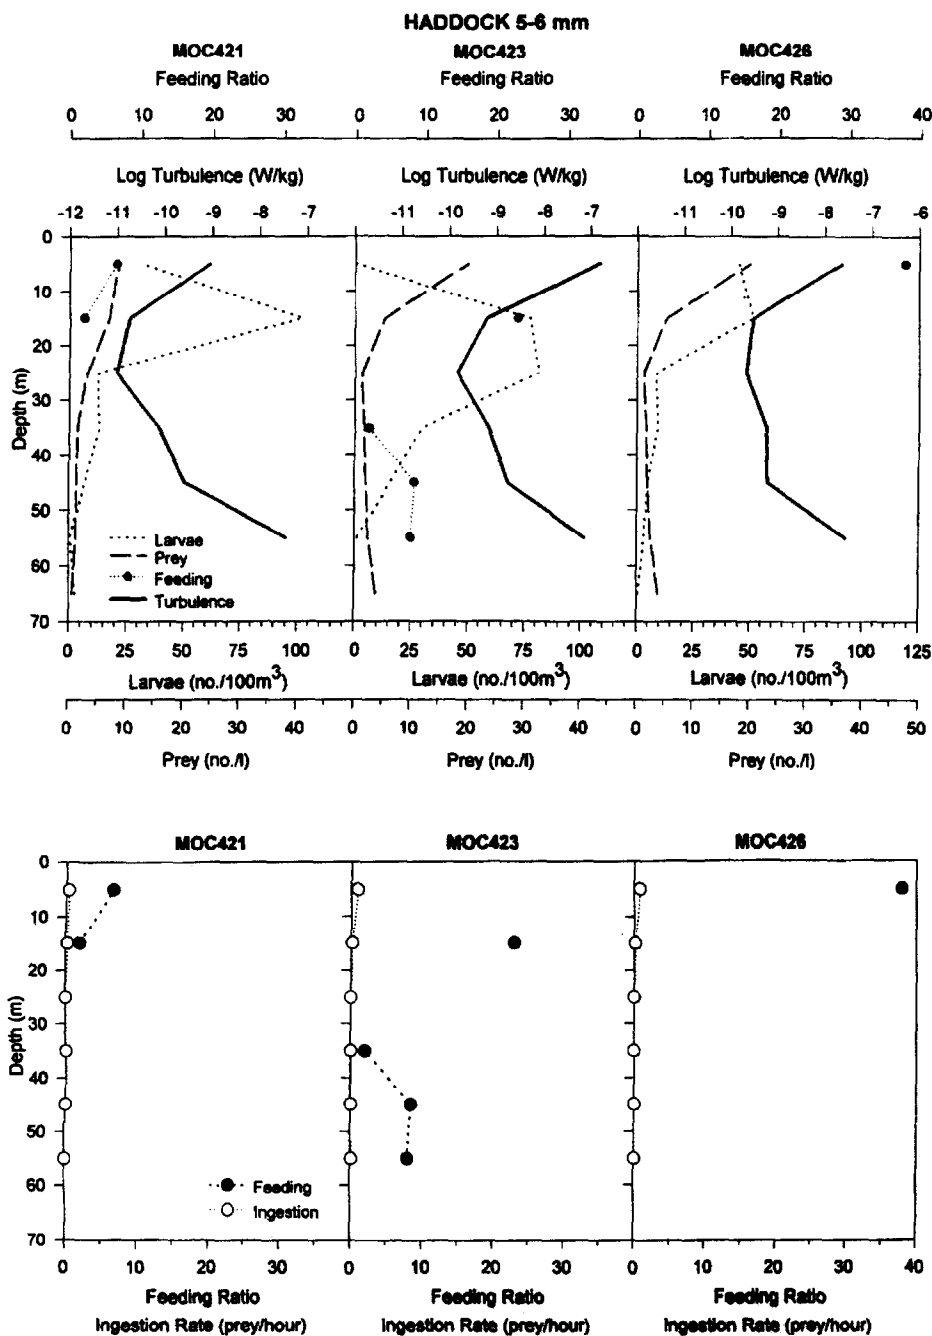 HADDOCK 5-6 mm
MOC421 MOC423 MOC426
Feeding Ratio Feeding Ratio Feeding Ratio
0 10 20 30 0 10 20 30 0 10 20 30 40
Log Turbulence (W/kg) Log Turbulence (W/kg) Log Turbulence (W/kg)
-12 -11 -10 -9 -8 -7 -11 -10 -9 -8 -7 -11 -10 -9 -8 -7 -6
0
10
20
30
40
50
60
70
Depth (m)
Larvae
Prey
Feeding
Turbulence
0 25 50 75 100 0 25 50 75 100 0 25 50 75 100 125
Larvae (no./100m³) Larvae (no./100m³) Larvae (no./100m³)
0 10 20 30 40 0 10 20 30 40 0 10 20 30 40 50
Prey (no./l) Prey (no./l) Prey (no./l)
MOC421 MOC423 MOC426
0
10
20
30
40
50
60
70
Depth (m)
Feeding
Ingestion
0 10 20 30 0 10 20 30 0 10 20 30 40
Feeding Ratio Feeding Ratio Feeding Ratio
Ingestion Rate (prey/hour) Ingestion Rate (prey/hour) Ingestion Rate (prey/hour)